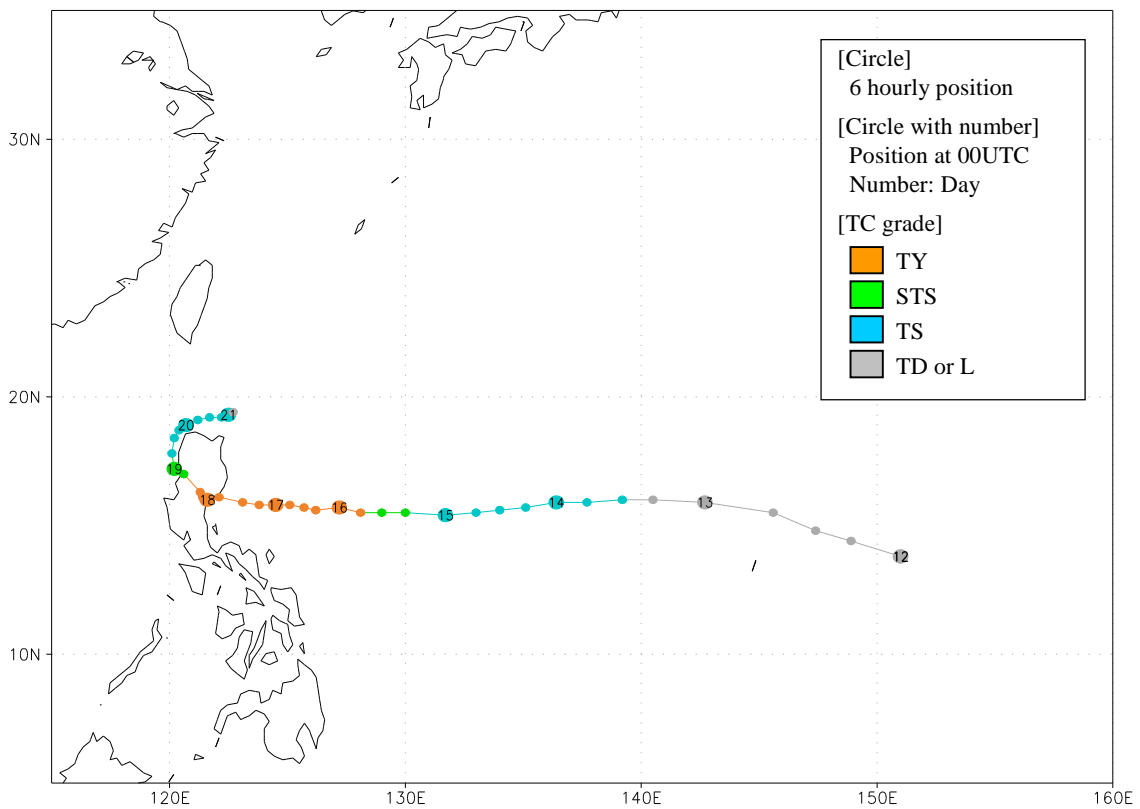 [Circle]
6 hourly position
[Circle with number]
Position at 00UTC
Number: Day
[TC grade]
TY
STS
TS
TD or L
30N
20N
21
20
19
18
17
16
15
14
13
12
10N
120E
130E
140E
150E
160E